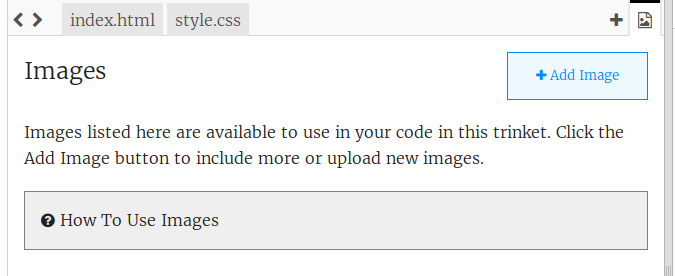 index.html style.css
Images
Add Image
Images listed here are available to use in your code in this trinket. Click the
Add Image button to include more or upload new images.
How To Use Images